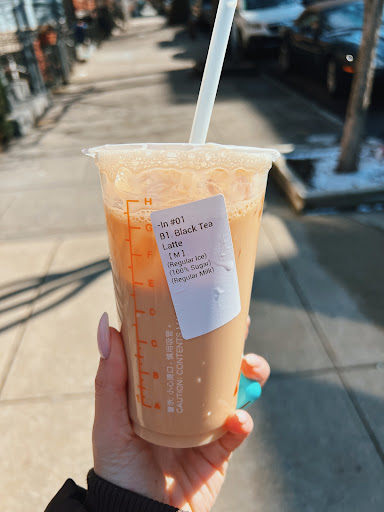 -In #01
B1. Black Tea
Latte
[ M ]
(Regular Ice)
(100% Sugar)
(Regular Milk)
H
G
F
E
D
C
B
A
CAUTION: CONTENTS